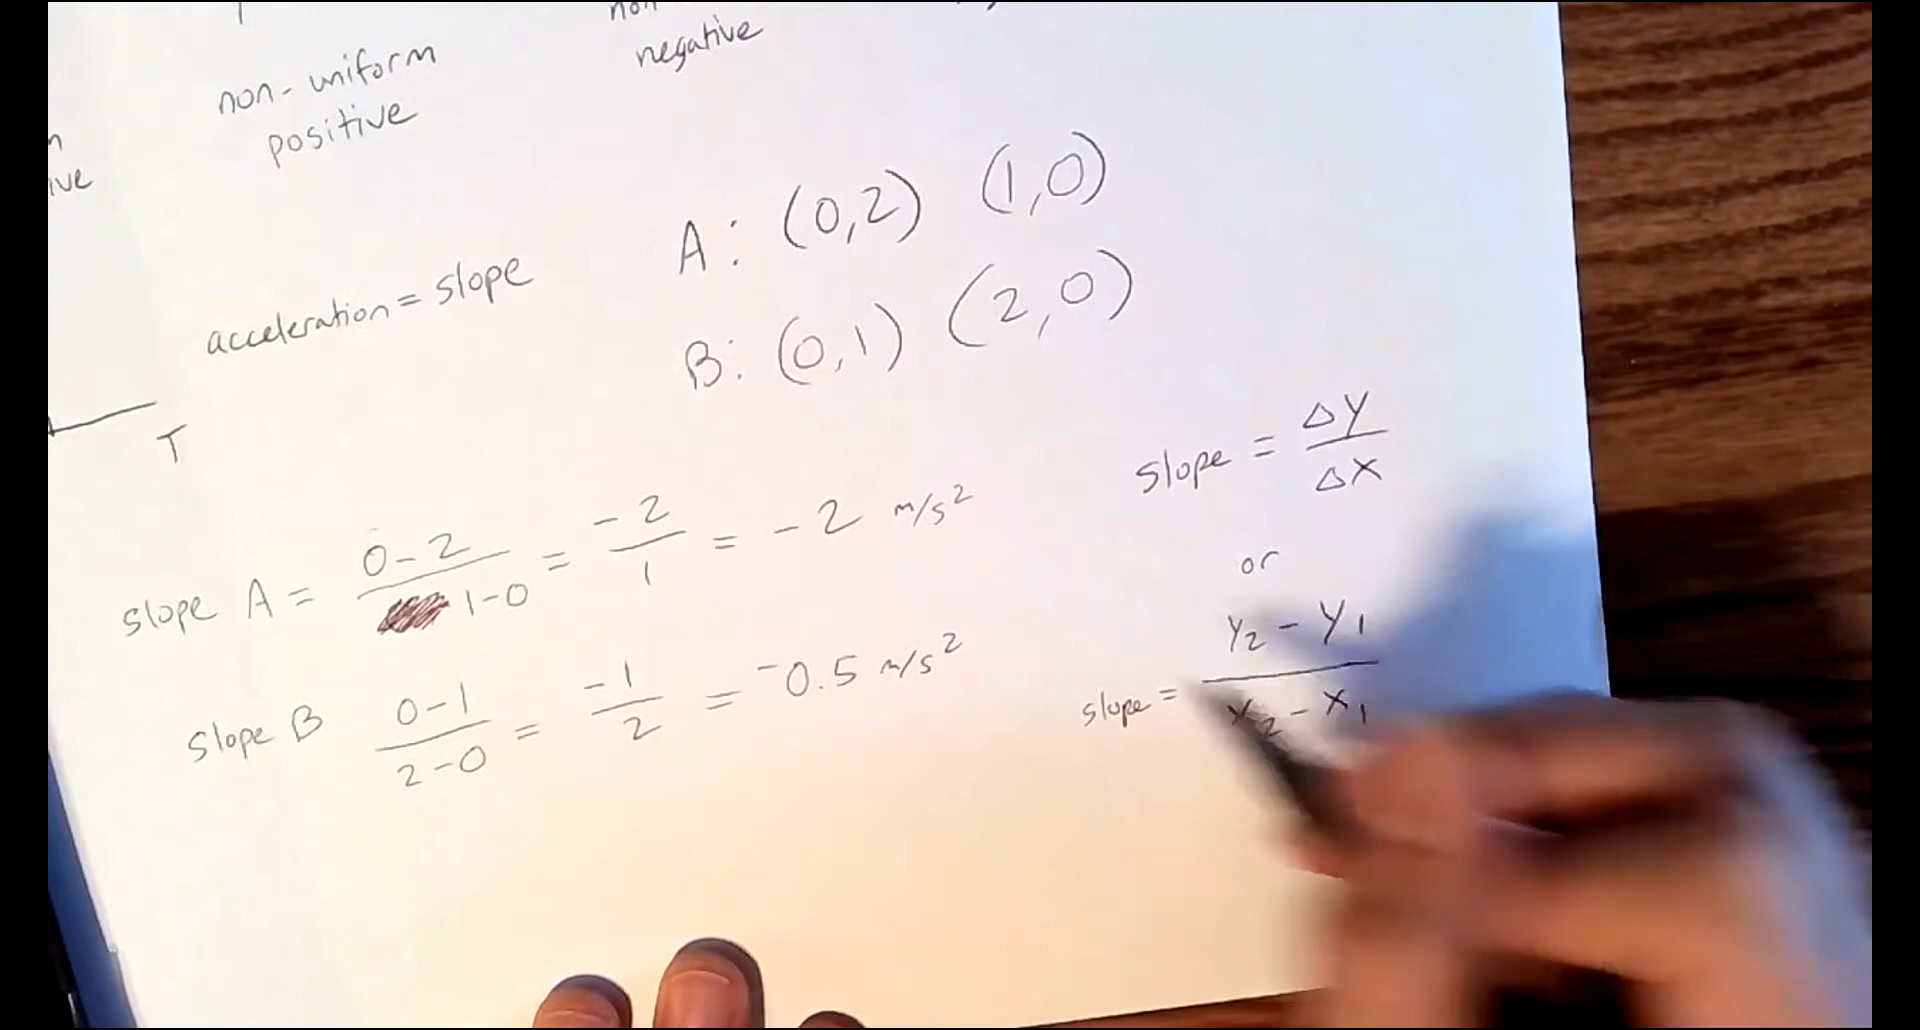 non-uniform
positive
negative
acceleration = slope
A: (0,2) (1,0)
B: (0,1) (2,0)
T
slope = ΔY/ΔX
or
slope = Y₂ - Y₁ / X₂ - X₁
slope A = 0-2 / 1-0 = -2/1 = -2 m/s²
slope B 0-1 / 2-0 = -1/2 = -0.5 m/s²